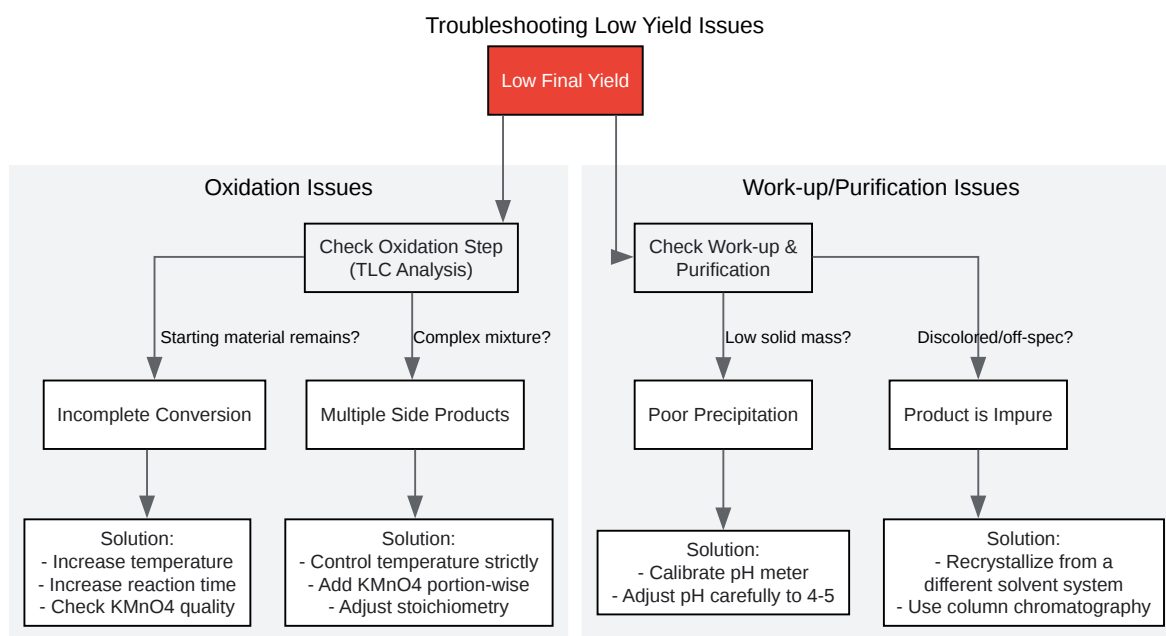 Troubleshooting Low Yield Issues
Low Final Yield
Oxidation Issues
Check Oxidation Step
(TLC Analysis)
Starting material remains?
Complex mixture?
Incomplete Conversion
Multiple Side Products
Solution:
- Increase temperature
- Increase reaction time
- Check KMnO4 quality
Solution:
- Control temperature strictly
- Add KMnO4 portion-wise
- Adjust stoichiometry
Work-up/Purification Issues
Check Work-up &
Purification
Low solid mass?
Discolored/off-spec?
Poor Precipitation
Product is Impure
Solution:
- Calibrate pH meter
- Adjust pH carefully to 4-5
Solution:
- Recrystallize from a
different solvent system
- Use column chromatography